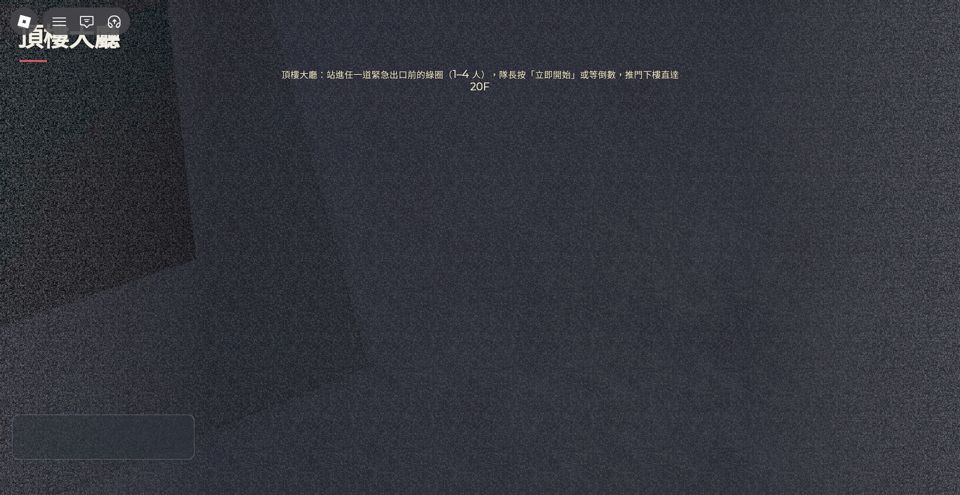 頂樓大廳
頂樓大廳：站進任一道緊急出口前的綠圈（1–4 人），隊長按「立即開始」或等倒數，推門下樓直達
20F